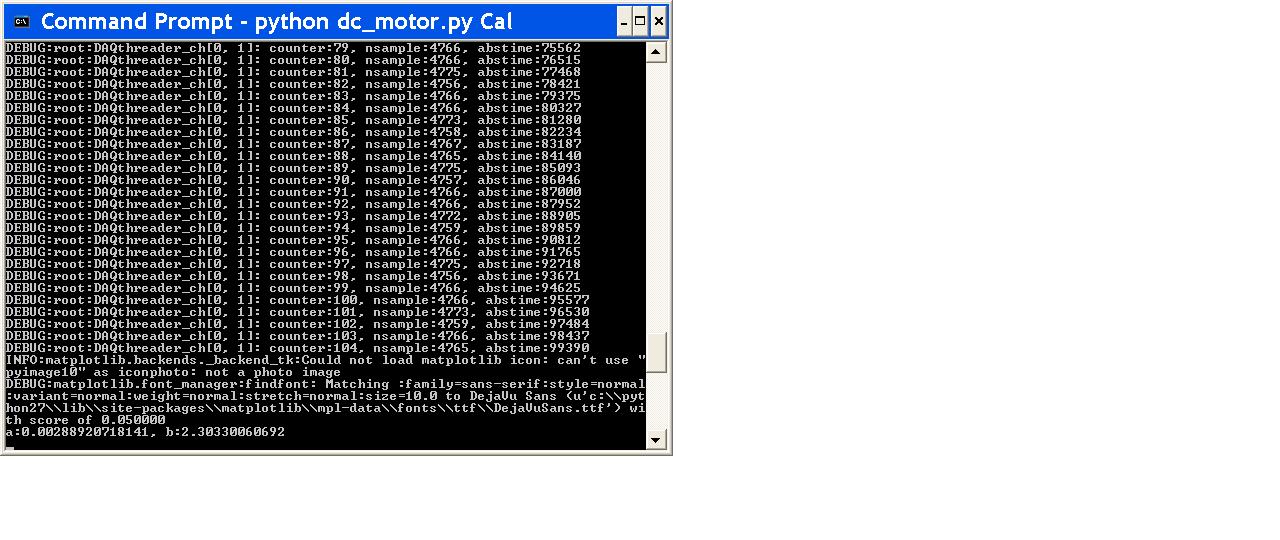 Command Prompt - python dc_motor.py Cal
DEBUG:root:DAQthreader_ch[0, 1]: counter:79, nsample:4766, abstime:75562
DEBUG:root:DAQthreader_ch[0, 1]: counter:80, nsample:4766, abstime:76515
DEBUG:root:DAQthreader_ch[0, 1]: counter:81, nsample:4775, abstime:77468
DEBUG:root:DAQthreader_ch[0, 1]: counter:82, nsample:4756, abstime:78421
DEBUG:root:DAQthreader_ch[0, 1]: counter:83, nsample:4766, abstime:79375
DEBUG:root:DAQthreader_ch[0, 1]: counter:84, nsample:4766, abstime:80327
DEBUG:root:DAQthreader_ch[0, 1]: counter:85, nsample:4773, abstime:81280
DEBUG:root:DAQthreader_ch[0, 1]: counter:86, nsample:4758, abstime:82234
DEBUG:root:DAQthreader_ch[0, 1]: counter:87, nsample:4767, abstime:83187
DEBUG:root:DAQthreader_ch[0, 1]: counter:88, nsample:4765, abstime:84140
DEBUG:root:DAQthreader_ch[0, 1]: counter:89, nsample:4775, abstime:85093
DEBUG:root:DAQthreader_ch[0, 1]: counter:90, nsample:4757, abstime:86046
DEBUG:root:DAQthreader_ch[0, 1]: counter:91, nsample:4766, abstime:87000
DEBUG:root:DAQthreader_ch[0, 1]: counter:92, nsample:4766, abstime:87952
DEBUG:root:DAQthreader_ch[0, 1]: counter:93, nsample:4772, abstime:88905
DEBUG:root:DAQthreader_ch[0, 1]: counter:94, nsample:4759, abstime:89859
DEBUG:root:DAQthreader_ch[0, 1]: counter:95, nsample:4766, abstime:90812
DEBUG:root:DAQthreader_ch[0, 1]: counter:96, nsample:4766, abstime:91765
DEBUG:root:DAQthreader_ch[0, 1]: counter:97, nsample:4775, abstime:92718
DEBUG:root:DAQthreader_ch[0, 1]: counter:98, nsample:4756, abstime:93671
DEBUG:root:DAQthreader_ch[0, 1]: counter:99, nsample:4766, abstime:94625
DEBUG:root:DAQthreader_ch[0, 1]: counter:100, nsample:4766, abstime:95577
DEBUG:root:DAQthreader_ch[0, 1]: counter:101, nsample:4773, abstime:96530
DEBUG:root:DAQthreader_ch[0, 1]: counter:102, nsample:4759, abstime:97484
DEBUG:root:DAQthreader_ch[0, 1]: counter:103, nsample:4766, abstime:98437
DEBUG:root:DAQthreader_ch[0, 1]: counter:104, nsample:4765, abstime:99390
INFO:matplotlib.backends._backend_tk:Could not load matplotlib icon: can't use "
pyimage10" as iconphoto: not a photo image
DEBUG:matplotlib.font_manager:findfont: Matching :family=sans-serif:style=normal
:variant=normal:weight=normal:stretch=normal:size=10.0 to DejaVu Sans (u'c:\\pyt
hon27\\lib\\site-packages\\matplotlib\\mpl-data\\fonts\\ttf\\DejaVuSans.ttf') wi
th score of 0.050000
a:0.00288920718141, b:2.30330060692